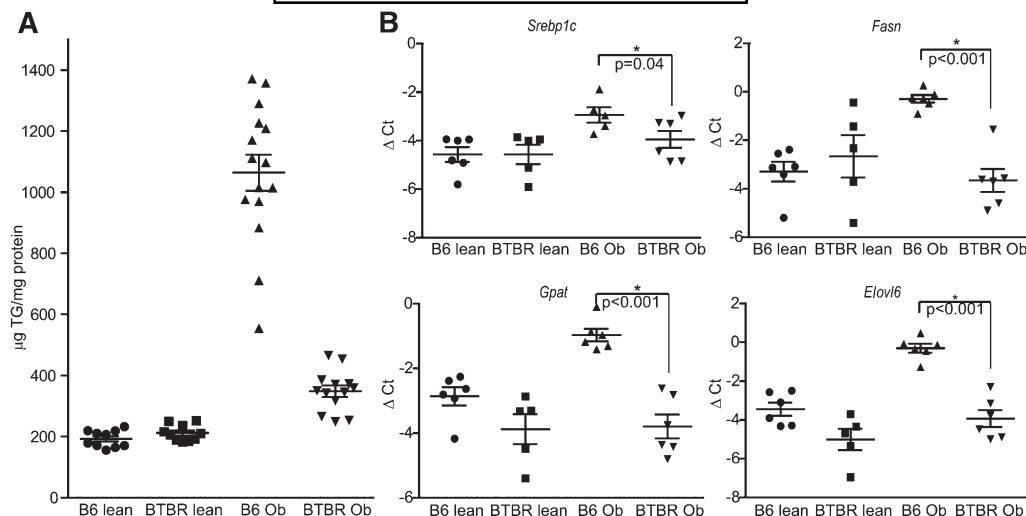 A
μg TG/mg protein
1400
1200
1000
800
600
400
200
0
B6 lean BTBR lean B6 Ob BTBR Ob
B
Srebp1c
Δ Ct
0
-2
-4
-6
-8
*
p=0.04
B6 lean BTBR lean B6 Ob BTBR Ob
Fasn
Δ Ct
2
0
-2
-4
-6
*
p<0.001
B6 lean BTBR lean B6 Ob BTBR Ob
Gpat
Δ Ct
0
-2
-4
-6
*
p<0.001
B6 lean BTBR lean B6 Ob BTBR Ob
Elovl6
Δ Ct
2
0
-2
-4
-6
-8
*
p<0.001
B6 lean BTBR lean B6 Ob BTBR Ob